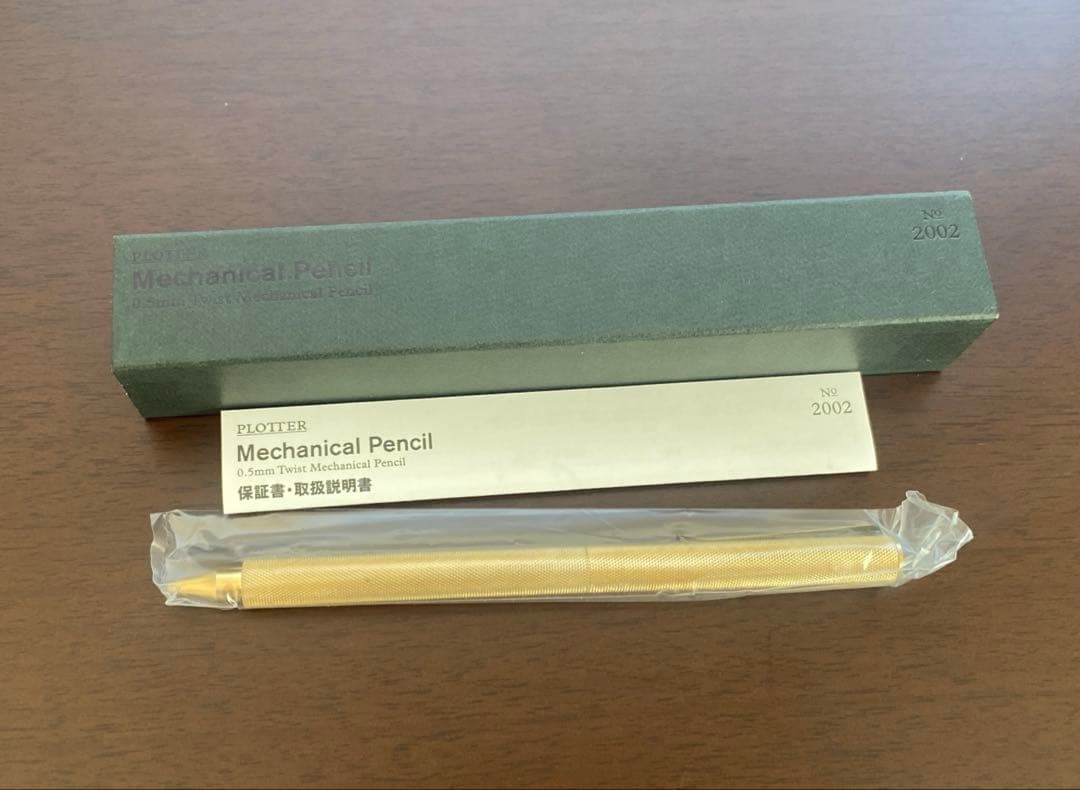 PLOTTER
Mechanical Pencil
0.5mm Twist Mechanical Pencil
Nº
2002
PLOTTER
Mechanical Pencil
0.5mm Twist Mechanical Pencil
保証書・取扱説明書
Nº
2002